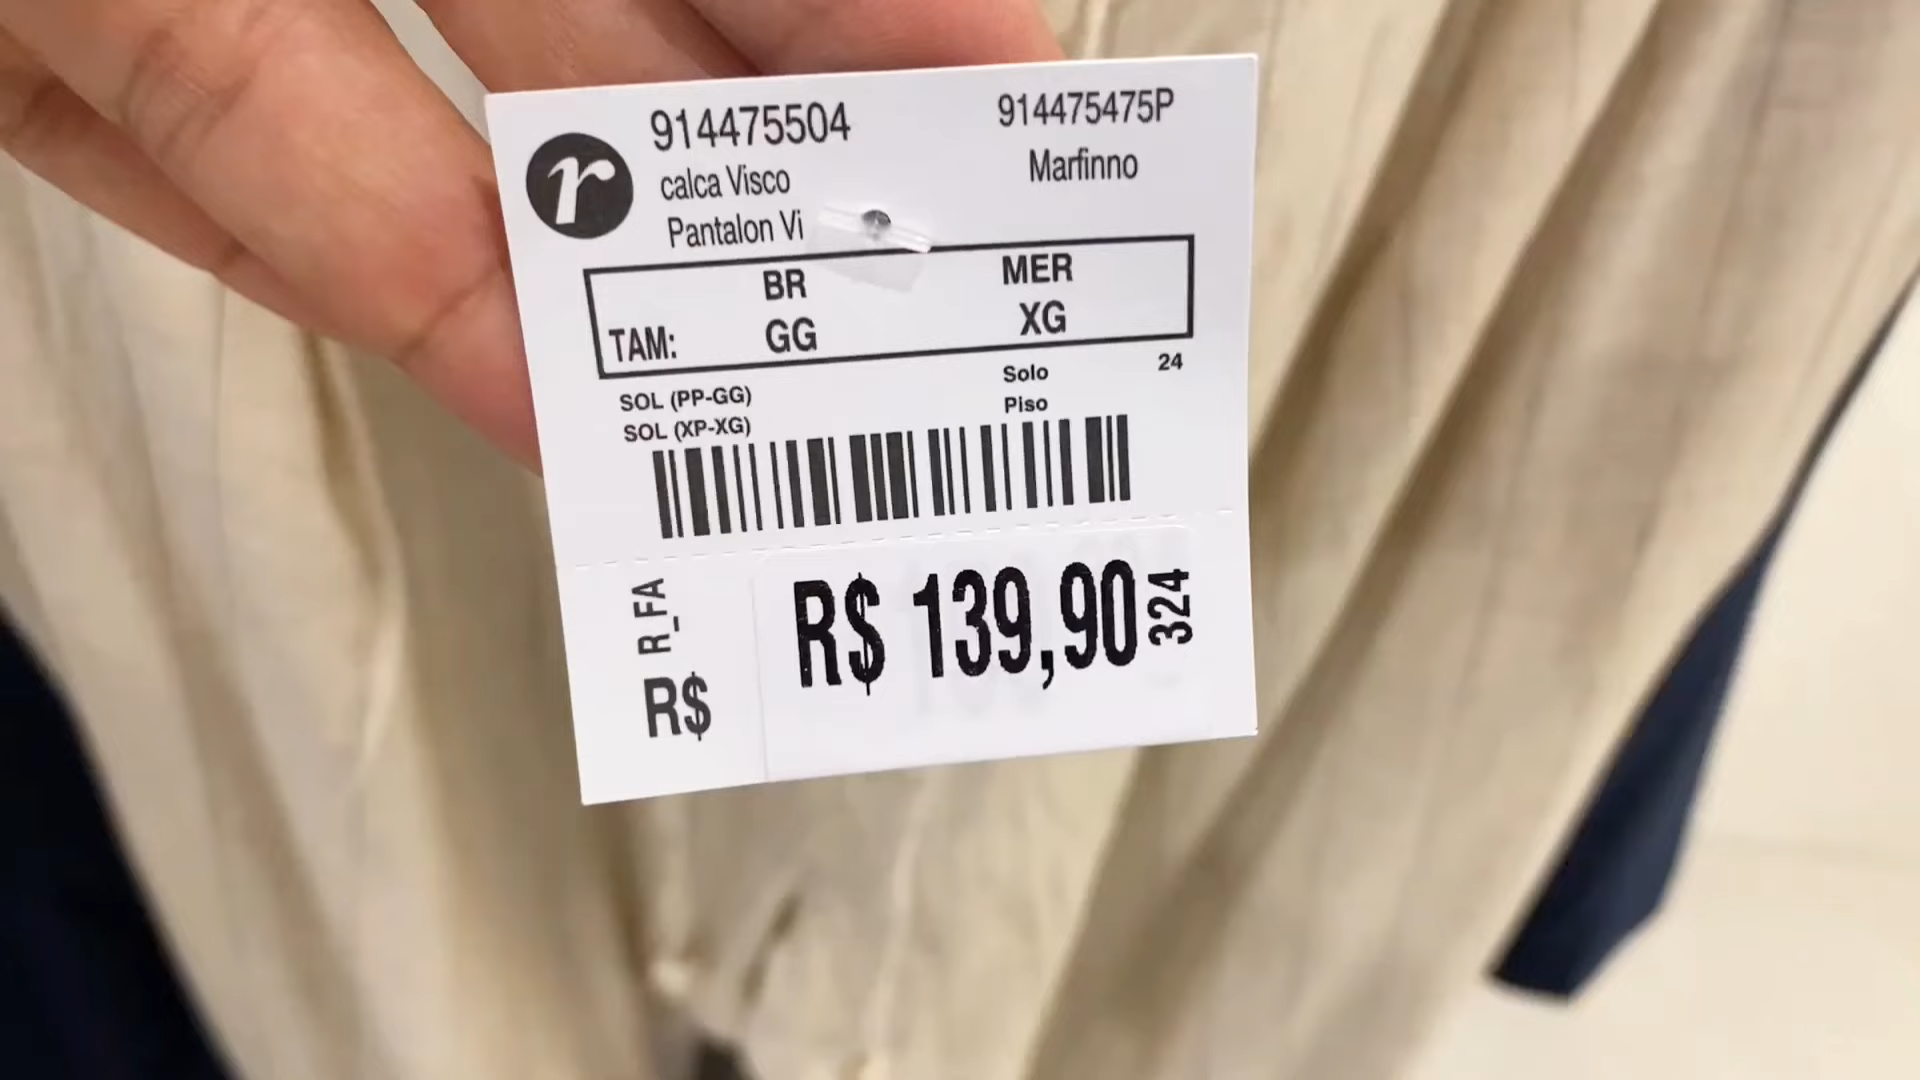 914475504 914475475P
r
calca Visco Marfinno
Pantalon Vi
BR MER
TAM: GG XG
SOL (PP-GG) Solo 24
SOL (XP-XG) Piso
R_FA
R$
R$ 139,90
324